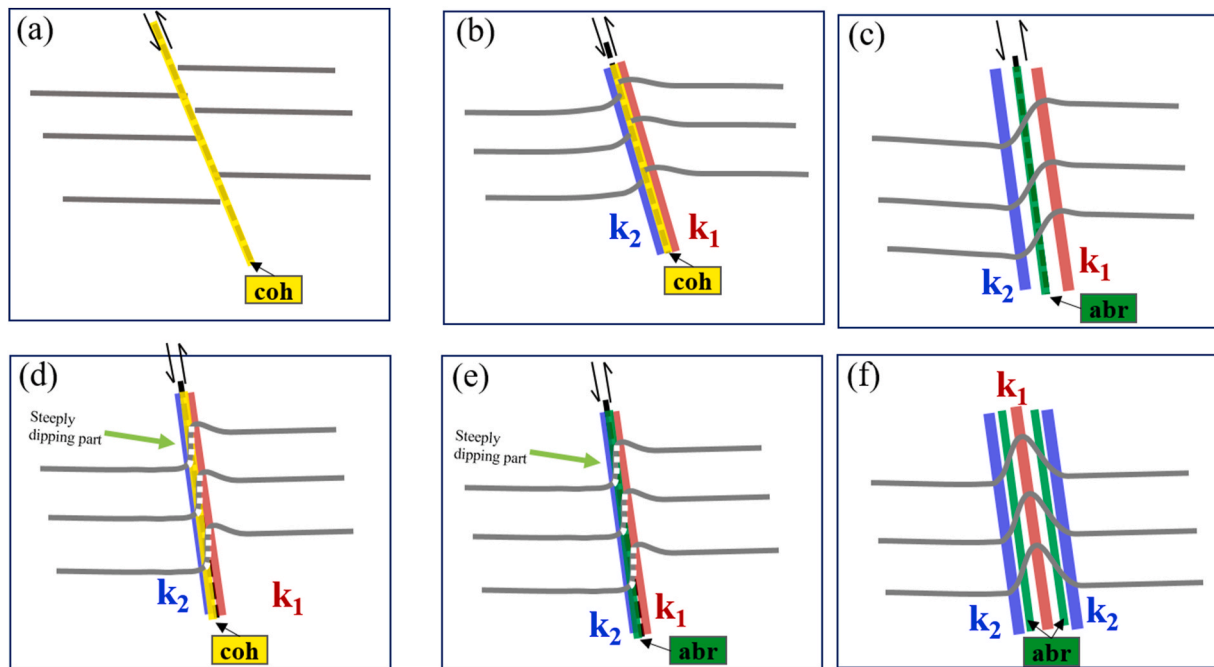 (a)
coh
(b)
k2 k1
coh
(c)
k2
k1
abr
(d)
Steeply
dipping part
k2 k1
coh
(e)
Steeply
dipping part
k2 k1
abr
(f)
k1
k2 k2
abr